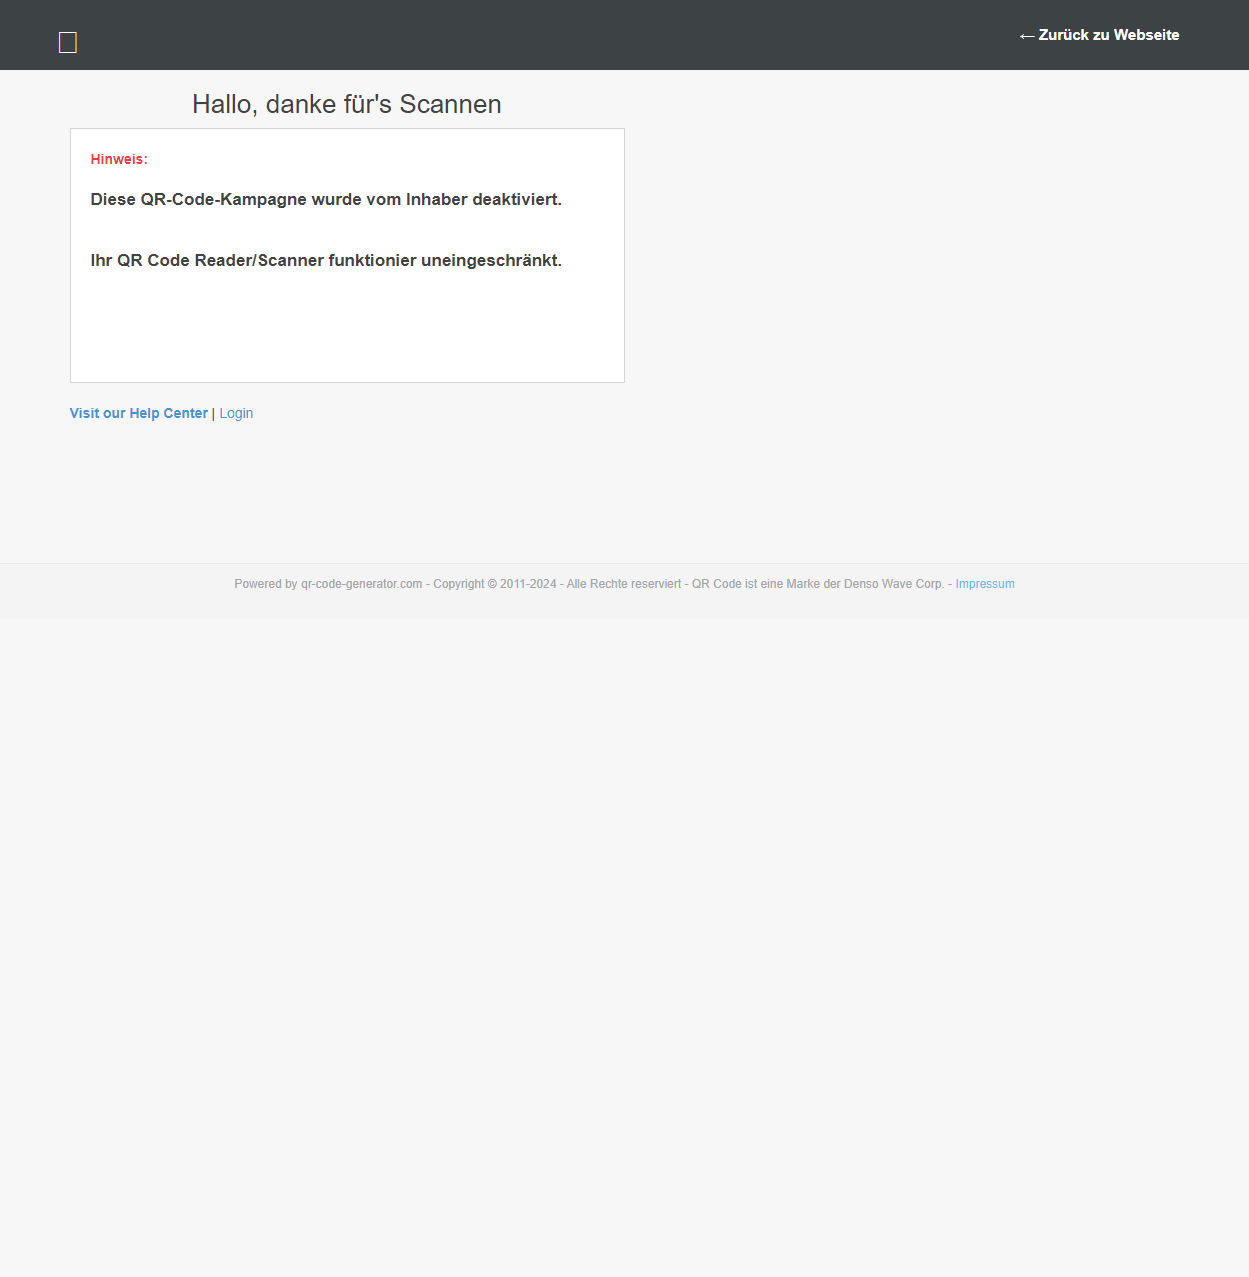 ← Zurück zu Webseite
Hallo, danke für's Scannen
Hinweis:
Diese QR-Code-Kampagne wurde vom Inhaber deaktiviert.
Ihr QR Code Reader/Scanner funktionier uneingeschränkt.
Visit our Help Center | Login
Powered by qr-code-generator.com - Copyright © 2011-2024 - Alle Rechte reserviert - QR Code ist eine Marke der Denso Wave Corp. - Impressum